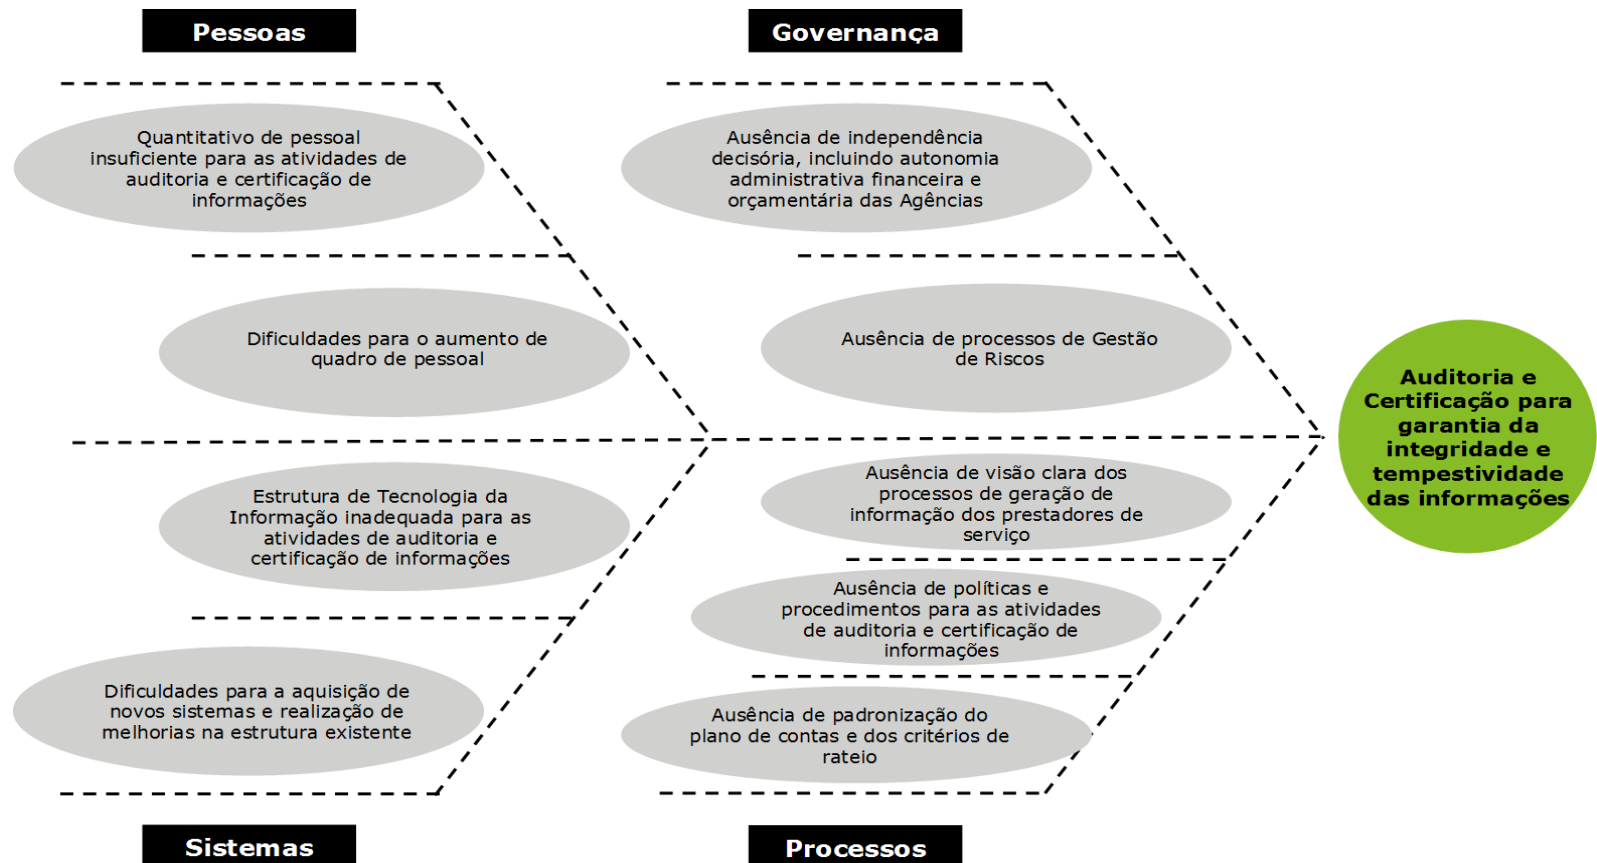 Pessoas
Quantitativo de pessoal
insuficiente para as atividades de
auditoria e certificação de
informações
Dificuldades para o aumento de
quadro de pessoal
Governança
Ausência de independência
decisória, incluindo autonomia
administrativa financeira e
orçamentária das Agências
Ausência de processos de Gestão
de Riscos
Estrutura de Tecnologia da
Informação inadequada para as
atividades de auditoria e
certificação de informações
Dificuldades para a aquisição de
novos sistemas e realização de
melhorias na estrutura existente
Sistemas
Ausência de visão clara dos
processos de geração de
informação dos prestadores de
serviço
Ausência de políticas e
procedimentos para as atividades
de auditoria e certificação de
informações
Ausência de padronização do
plano de contas e dos critérios de
rateio
Processos
Auditoria e
Certificação para
garantia da
integridade e
tempestividade
das informações